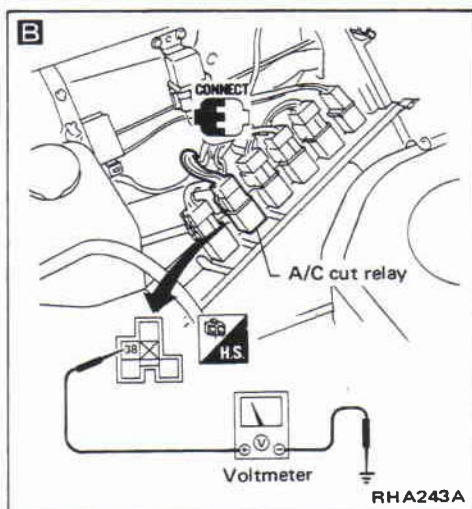 B
C
CONNECT
A/C cut relay
38
H.S.
V
Voltmeter
RHA243A